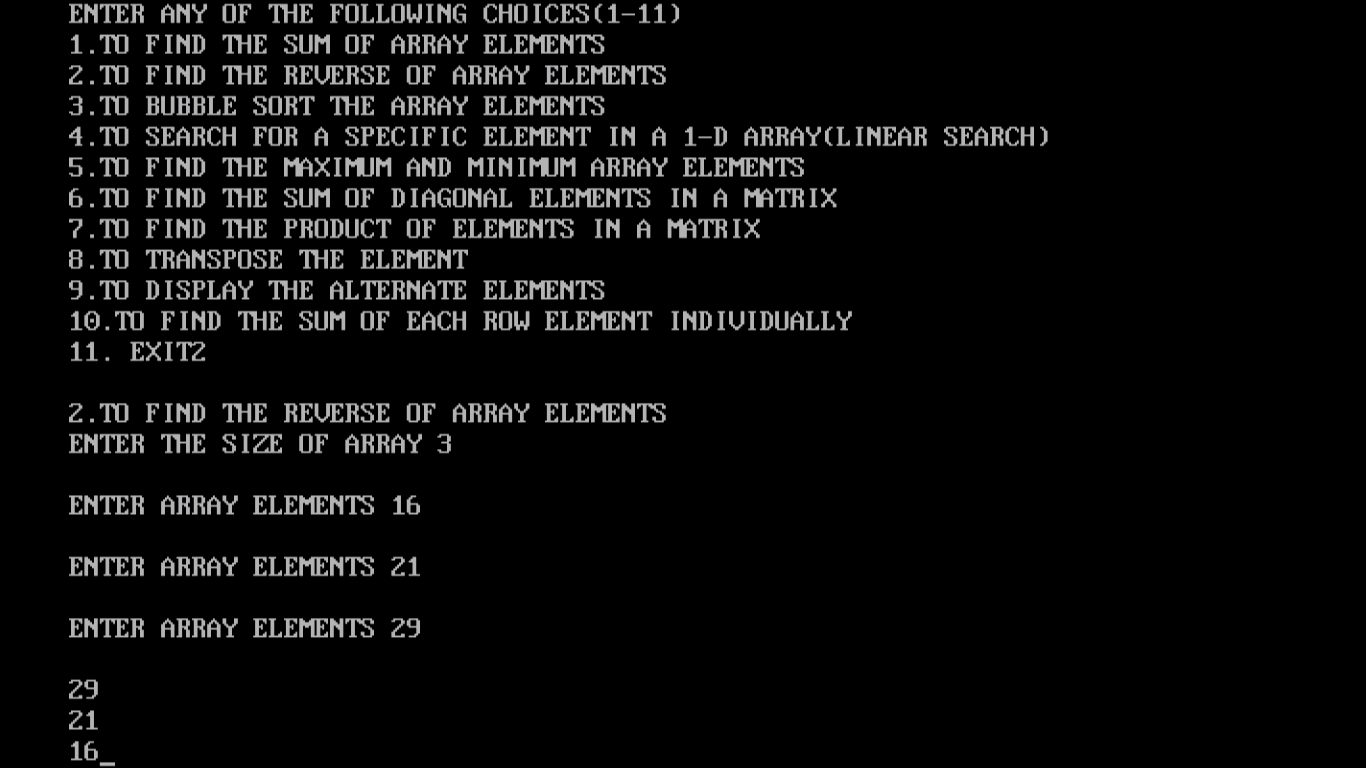 ENTER ANY OF THE FOLLOWING CHOICES(1-11)
1.TO FIND THE SUM OF ARRAY ELEMENTS
2.TO FIND THE REVERSE OF ARRAY ELEMENTS
3.TO BUBBLE SORT THE ARRAY ELEMENTS
4.TO SEARCH FOR A SPECIFIC ELEMENT IN A 1-D ARRAY(LINEAR SEARCH)
5.TO FIND THE MAXIMUM AND MINIMUM ARRAY ELEMENTS
6.TO FIND THE SUM OF DIAGONAL ELEMENTS IN A MATRIX
7.TO FIND THE PRODUCT OF ELEMENTS IN A MATRIX
8.TO TRANSPOSE THE ELEMENT
9.TO DISPLAY THE ALTERNATE ELEMENTS
10.TO FIND THE SUM OF EACH ROW ELEMENT INDIVIDUALLY
11. EXIT2
2.TO FIND THE REVERSE OF ARRAY ELEMENTS
ENTER THE SIZE OF ARRAY 3
ENTER ARRAY ELEMENTS 16
ENTER ARRAY ELEMENTS 21
ENTER ARRAY ELEMENTS 29
29
21
16_